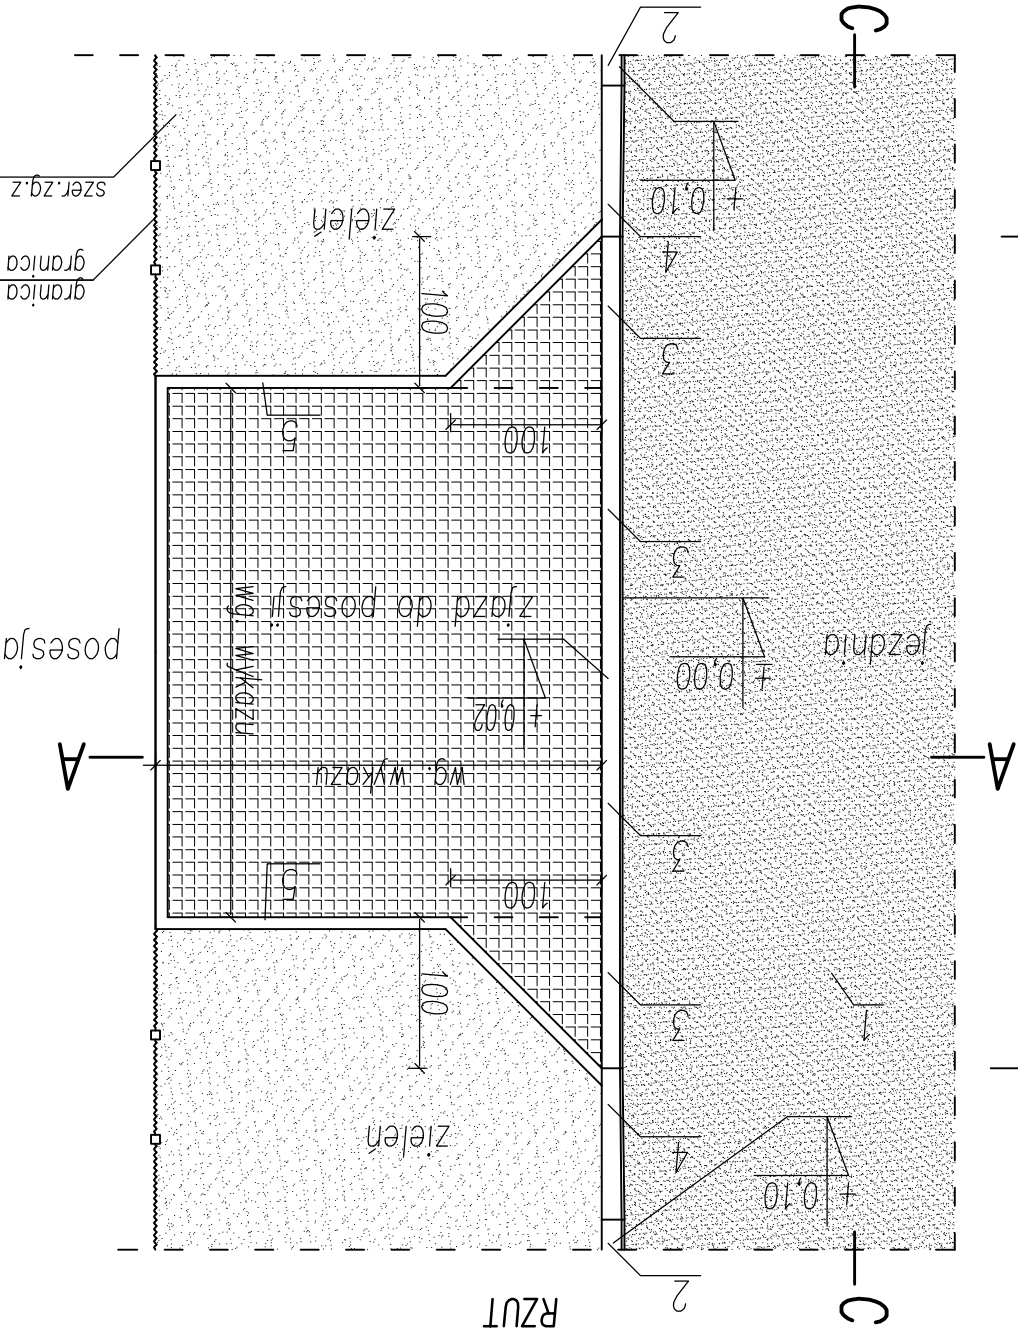 RZUT
C
2
+ 0,10
4
zieleń
1
3
100
100
5
3
A
wg. wykazu
A
+ 0,02
± 0,00
jezdnia
posesja
zjazd do posesji
wg. wykazu
3
100
5
3
100
4
granica
granica
zieleń
+ 0,10
szer.zg.z
2
C